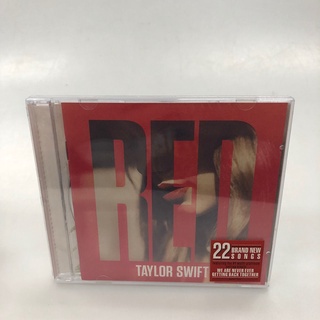 RED
TAYLOR SWIFT
22 BRAND NEW
SONGS
WE ARE NEVER EVER
GETTING BACK TOGETHER